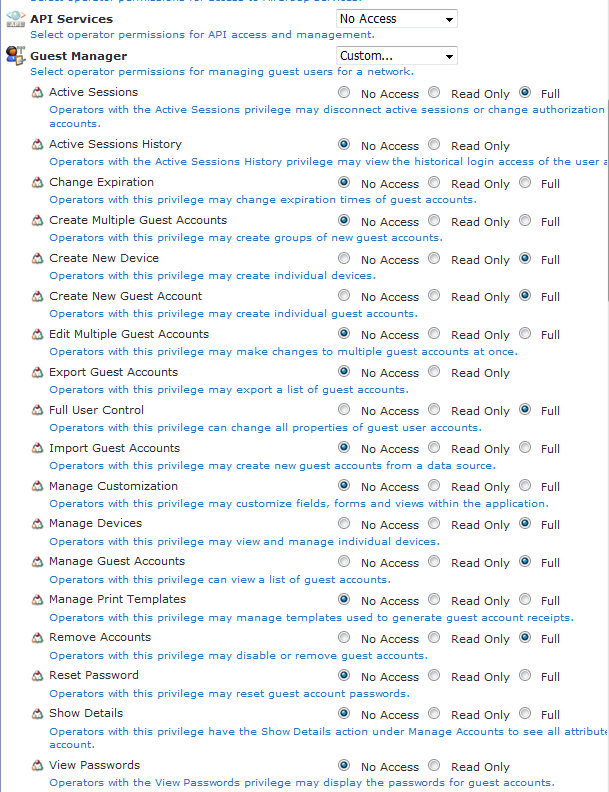 API Services No Access
Select operator permissions for API access and management.
Guest Manager Custom...
Select operator permissions for managing guest users for a network.
Active Sessions No Access Read Only Full
Operators with the Active Sessions privilege may disconnect active sessions or change authorization
accounts.
Active Sessions History No Access Read Only
Operators with the Active Sessions History privilege may view the historical login access of the user a
Change Expiration No Access Read Only Full
Operators with this privilege may change expiration times of guest accounts.
Create Multiple Guest Accounts No Access Read Only Full
Operators with this privilege may create groups of new guest accounts.
Create New Device No Access Read Only Full
Operators with this privilege may create individual devices.
Create New Guest Account No Access Read Only Full
Operators with this privilege may create individual guest accounts.
Edit Multiple Guest Accounts No Access Read Only Full
Operators with this privilege may make changes to multiple guest accounts at once.
Export Guest Accounts No Access Read Only
Operators with this privilege may export a list of guest accounts.
Full User Control No Access Read Only Full
Operators with this privilege can change all properties of guest user accounts.
Import Guest Accounts No Access Read Only Full
Operators with this privilege may create new guest accounts from a data source.
Manage Customization No Access Read Only Full
Operators with this privilege may customize fields, forms and views within the application.
Manage Devices No Access Read Only Full
Operators with this privilege may view and manage individual devices.
Manage Guest Accounts No Access Read Only Full
Operators with this privilege can view a list of guest accounts.
Manage Print Templates No Access Read Only Full
Operators with this privilege may manage templates used to generate guest account receipts.
Remove Accounts No Access Read Only Full
Operators with this privilege may disable or remove guest accounts.
Reset Password No Access Read Only Full
Operators with this privilege may reset guest account passwords.
Show Details No Access Read Only Full
Operators with this privilege have the Show Details action under Manage Accounts to see all attribute
account.
View Passwords No Access Read Only
Operators with the View Passwords privilege may display the passwords for guest accounts.